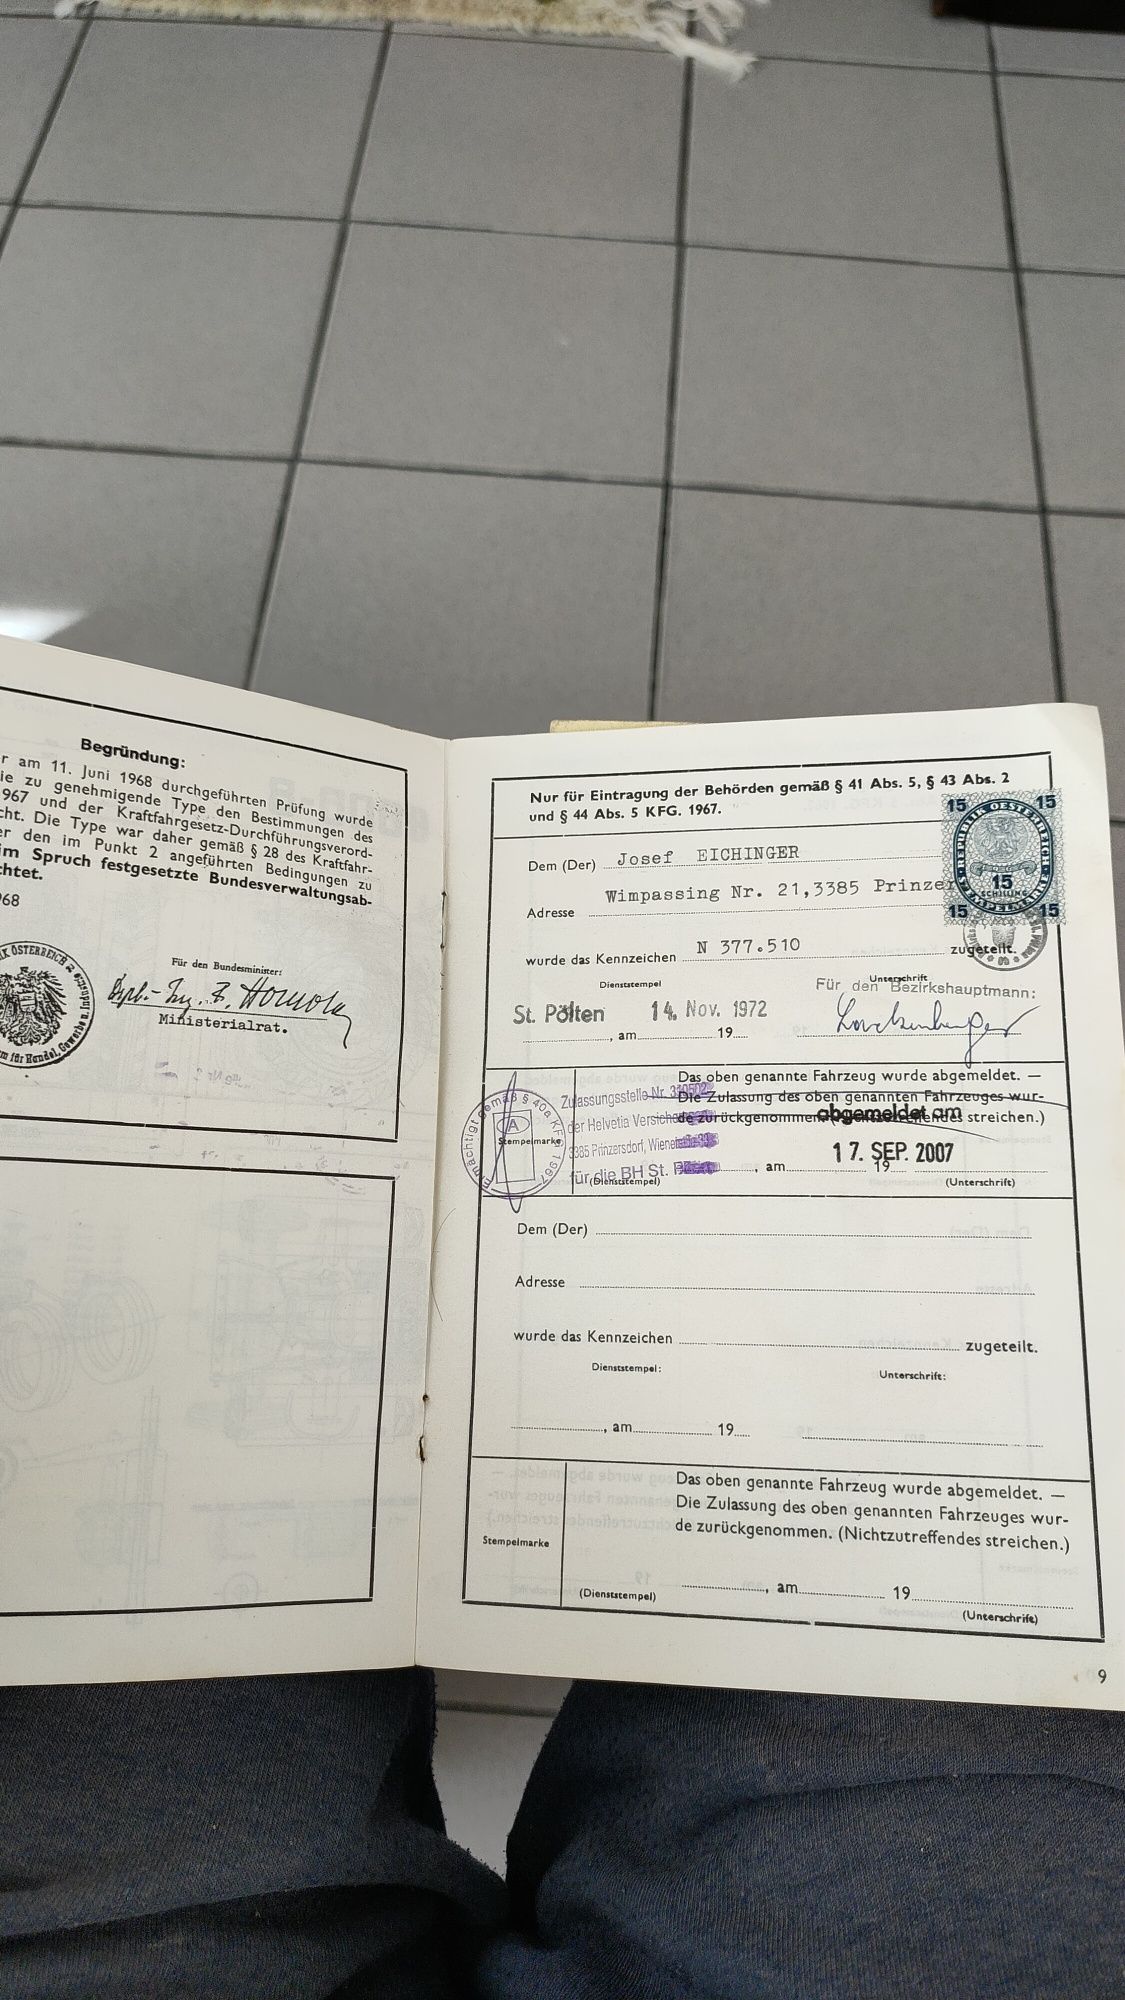 Begründung:
r am 11. Juni 1968 durchgeführten Prüfung wurde
ie zu genehmigende Type den Bestimmungen des
967 und der Kraftfahrgesetz-Durchführungsverord-
cht. Die Type war daher gemäß § 28 des Kraftfahr-
er den im Punkt 2 angeführten Bedingungen zu
im Spruch festgesetzte Bundesverwaltungsab-
chtet.
68
Für den Bundesminister:
Dipl.-Ing.
Ministerialrat.
Nur für Eintragung der Behörden gemäß § 41 Abs. 5, § 43 Abs. 2
und § 44 Abs. 5 KFG. 1967.
15 15
REPUBLIK OESTERREICH
15
SCHILLING
STEMPELMARKE
15 15
Dem (Der) Josef EICHINGER
Wimpassing Nr. 21,3385 Prinzer
Adresse
wurde das Kennzeichen N 377.510 zugeteilt.
Dienststempel Unterschrift
Für den Bezirkshauptmann:
St. Pölten 14. Nov. 1972
, am 19
Das oben genannte Fahrzeug wurde abgemeldet. —
Die Zulassung des oben genannten Fahrzeuges wur-
de zurückgenommen. (Nichtzutreffendes streichen.)
abgemeldet am
17. SEP. 2007
Zulassungsstelle Nr.
der Helvetia
3385 Prinzersdorf,
für die BH St.
gemäß § 40a KFG 1967
A
Stempelmarke
, am 19
(Dienststempel) (Unterschrift)
Dem (Der)
Adresse
wurde das Kennzeichen zugeteilt.
Dienststempel: Unterschrift:
, am 19
Das oben genannte Fahrzeug wurde abgemeldet. —
Die Zulassung des oben genannten Fahrzeuges wur-
de zurückgenommen. (Nichtzutreffendes streichen.)
Stempelmarke
, am 19
(Dienststempel) (Unterschrift)
9